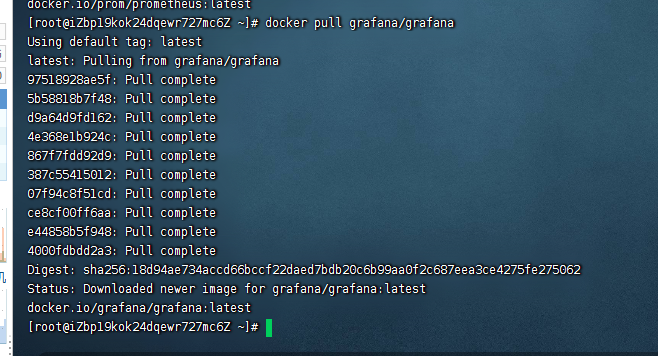 docker.io/prom/prometheus:latest
[root@iZbp19kok24dqewr727mc6Z ~]# docker pull grafana/grafana
Using default tag: latest
latest: Pulling from grafana/grafana
97518928ae5f: Pull complete
5b58818b7f48: Pull complete
d9a64d9fd162: Pull complete
4e368e1b924c: Pull complete
867f7fdd92d9: Pull complete
387c55415012: Pull complete
07f94c8f51cd: Pull complete
ce8cf00ff6aa: Pull complete
e44858b5f948: Pull complete
4000fdbdd2a3: Pull complete
Digest: sha256:18d94ae734accd66bccf22daed7bdb20c6b99aa0f2c687eea3ce4275fe275062
Status: Downloaded newer image for grafana/grafana:latest
docker.io/grafana/grafana:latest
[root@iZbp19kok24dqewr727mc6Z ~]#